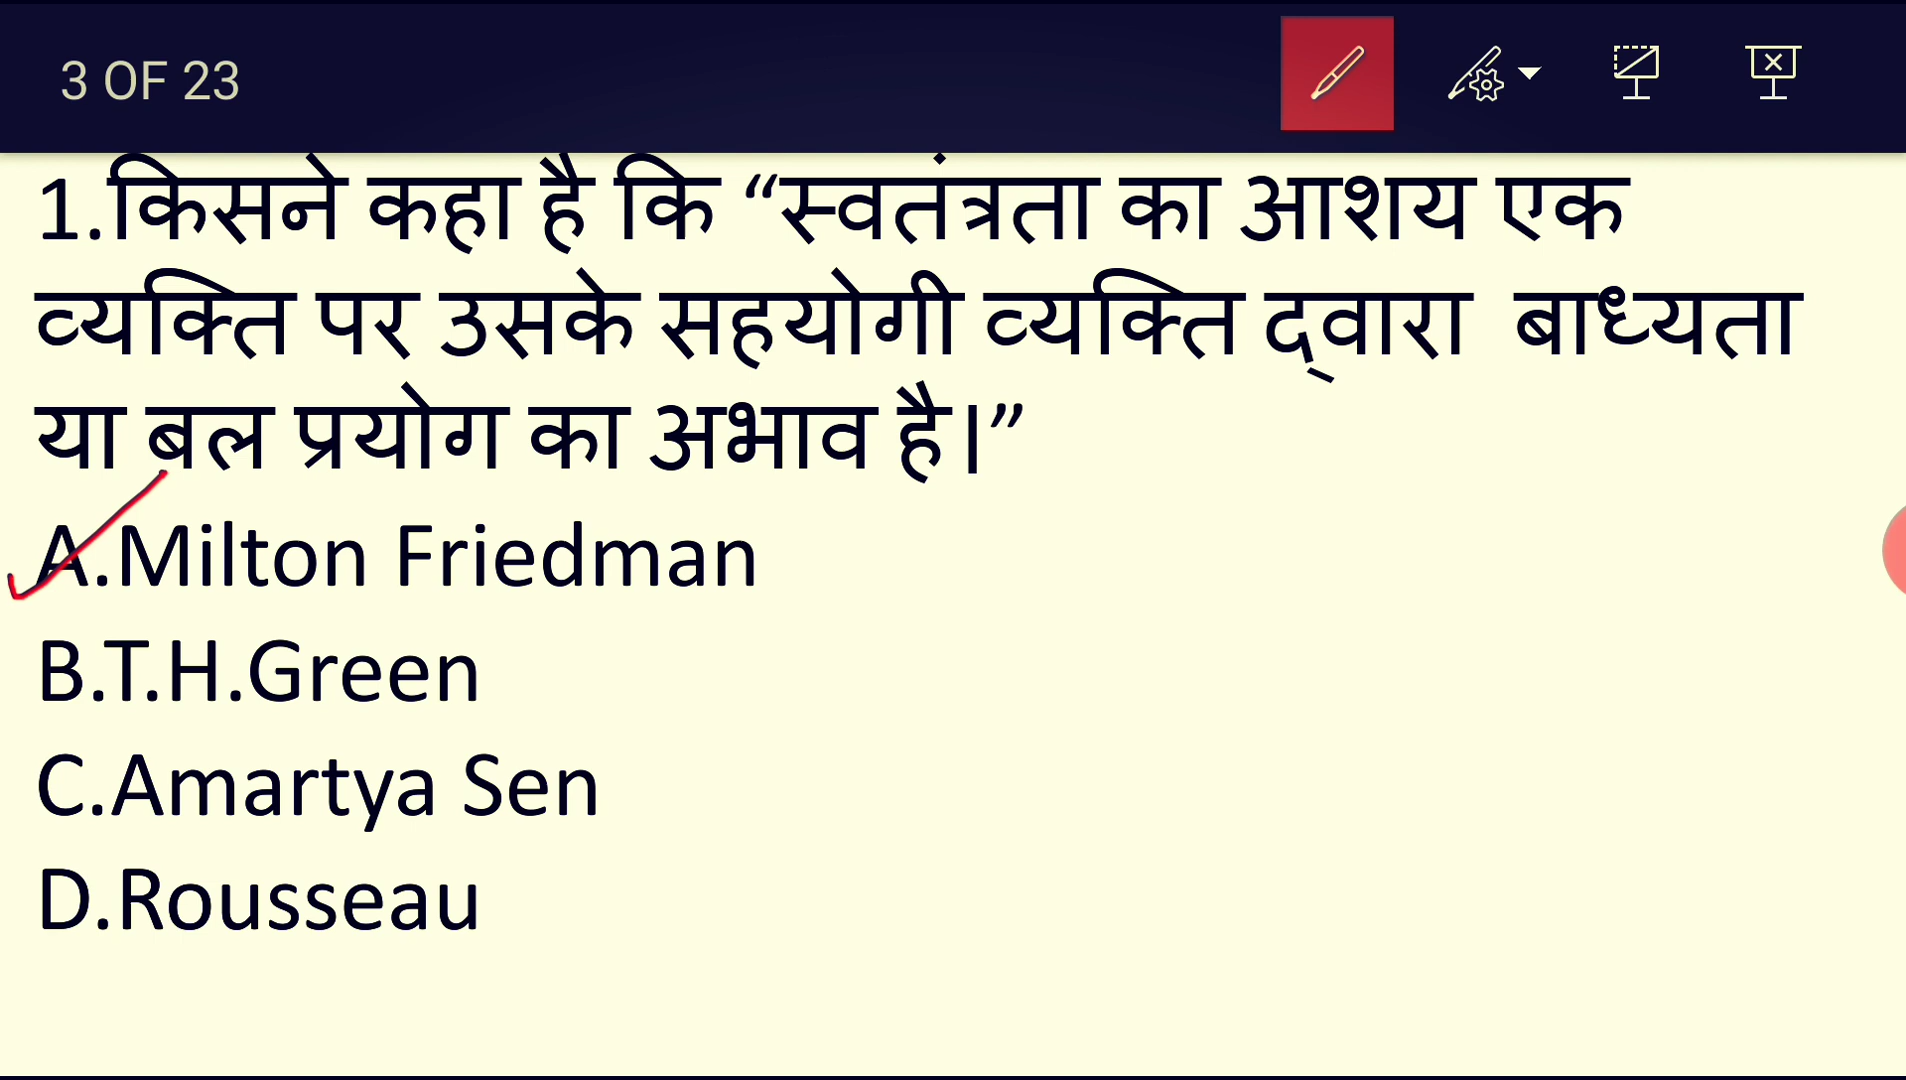 3 OF 23
1.किसने कहा है कि “स्वतंत्रता का आशय एक
व्यक्ति पर उसके सहयोगी व्यक्ति द्वारा बाध्यता
या बल प्रयोग का अभाव है।”
A.Milton Friedman
B.T.H.Green
C.Amartya Sen
D.Rousseau